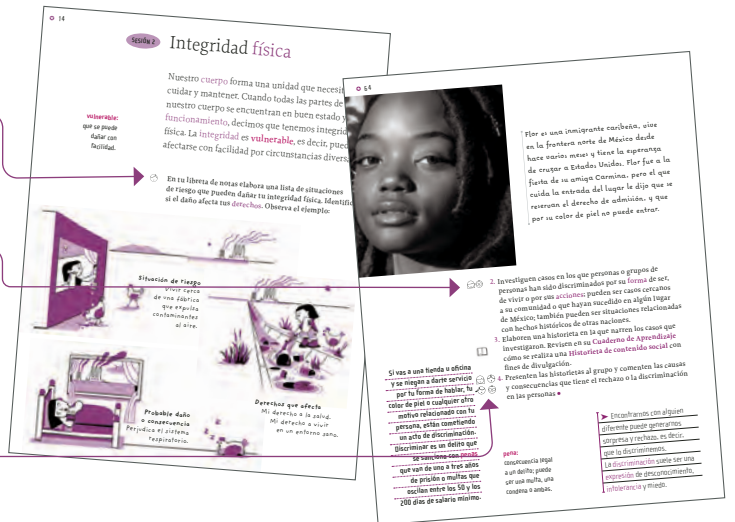 14
SESIÓN 2
Integridad física
Nuestro cuerpo forma una unidad que necesi
cuidar y mantener. Cuando todas las partes de
nuestro cuerpo se encuentran en buen estado y
funcionamiento, decimos que tenemos integrid
física. La integridad es vulnerable, es decir, pued
afectarse con facilidad por circunstancias diversa
vulnerable:
que se puede
dañar con
facilidad.
En tu libreta de notas elabora una lista de situaciones
de riesgo que pueden dañar tu integridad física. Identific
si el daño afecta tus derechos. Observa el ejemplo:
Situación de riesgo
Vivir cerca
de una fábrica
que expulsa
contaminantes
al aire.
Probable daño
o consecuencia
Perjudica el sistema
respiratorio.
Derechos que afecta
Mi derecho a la salud.
Mi derecho a vivir
en un entorno sano.
64
Flor es una inmigrante caribeña, vive
en la frontera norte de México desde
hace varios meses y tiene la esperanza
de cruzar a Estados Unidos. Flor fue a la
fiesta de su amiga Carmina, pero el que
cuida la entrada del lugar le dijo que se
reservan el derecho de admisión, y que
por su color de piel no puede entrar.
2. Investiguen casos en los que personas o grupos de
personas han sido discriminados por su forma de ser,
de vivir o por sus acciones; pueden ser casos cercanos
a su comunidad o que hayan sucedido en algún lugar
de México; también pueden ser situaciones relacionadas
con hechos históricos de otras naciones.
3. Elaboren una historieta en la que narren los casos que
investigaron. Revisen en su Cuaderno de Aprendizaje
cómo se realiza una Historieta de contenido social con
fines de divulgación.
4. Presenten las historietas al grupo y comenten las causas
y consecuencias que tiene el rechazo o la discriminación
en las personas
Si vas a una tienda u oficina
y se niegan a darte servicio
por tu forma de hablar, tu
color de piel o cualquier otro
motivo relacionado con tu
persona, están cometiendo
un acto de discriminación.
Discriminar es un delito que
se sanciona con penas
que van de uno a tres años
de prisión o multas que
oscilan entre los 50 y los
200 días de salario mínimo.
pena:
consecuencia legal
a un delito; puede
ser una multa, una
condena o ambas.
Encontrarnos con alguien
diferente puede generarnos
sorpresa y rechazo, es decir,
que lo discriminemos.
La discriminación suele ser una
expresión de desconocimiento,
intolerancia y miedo.